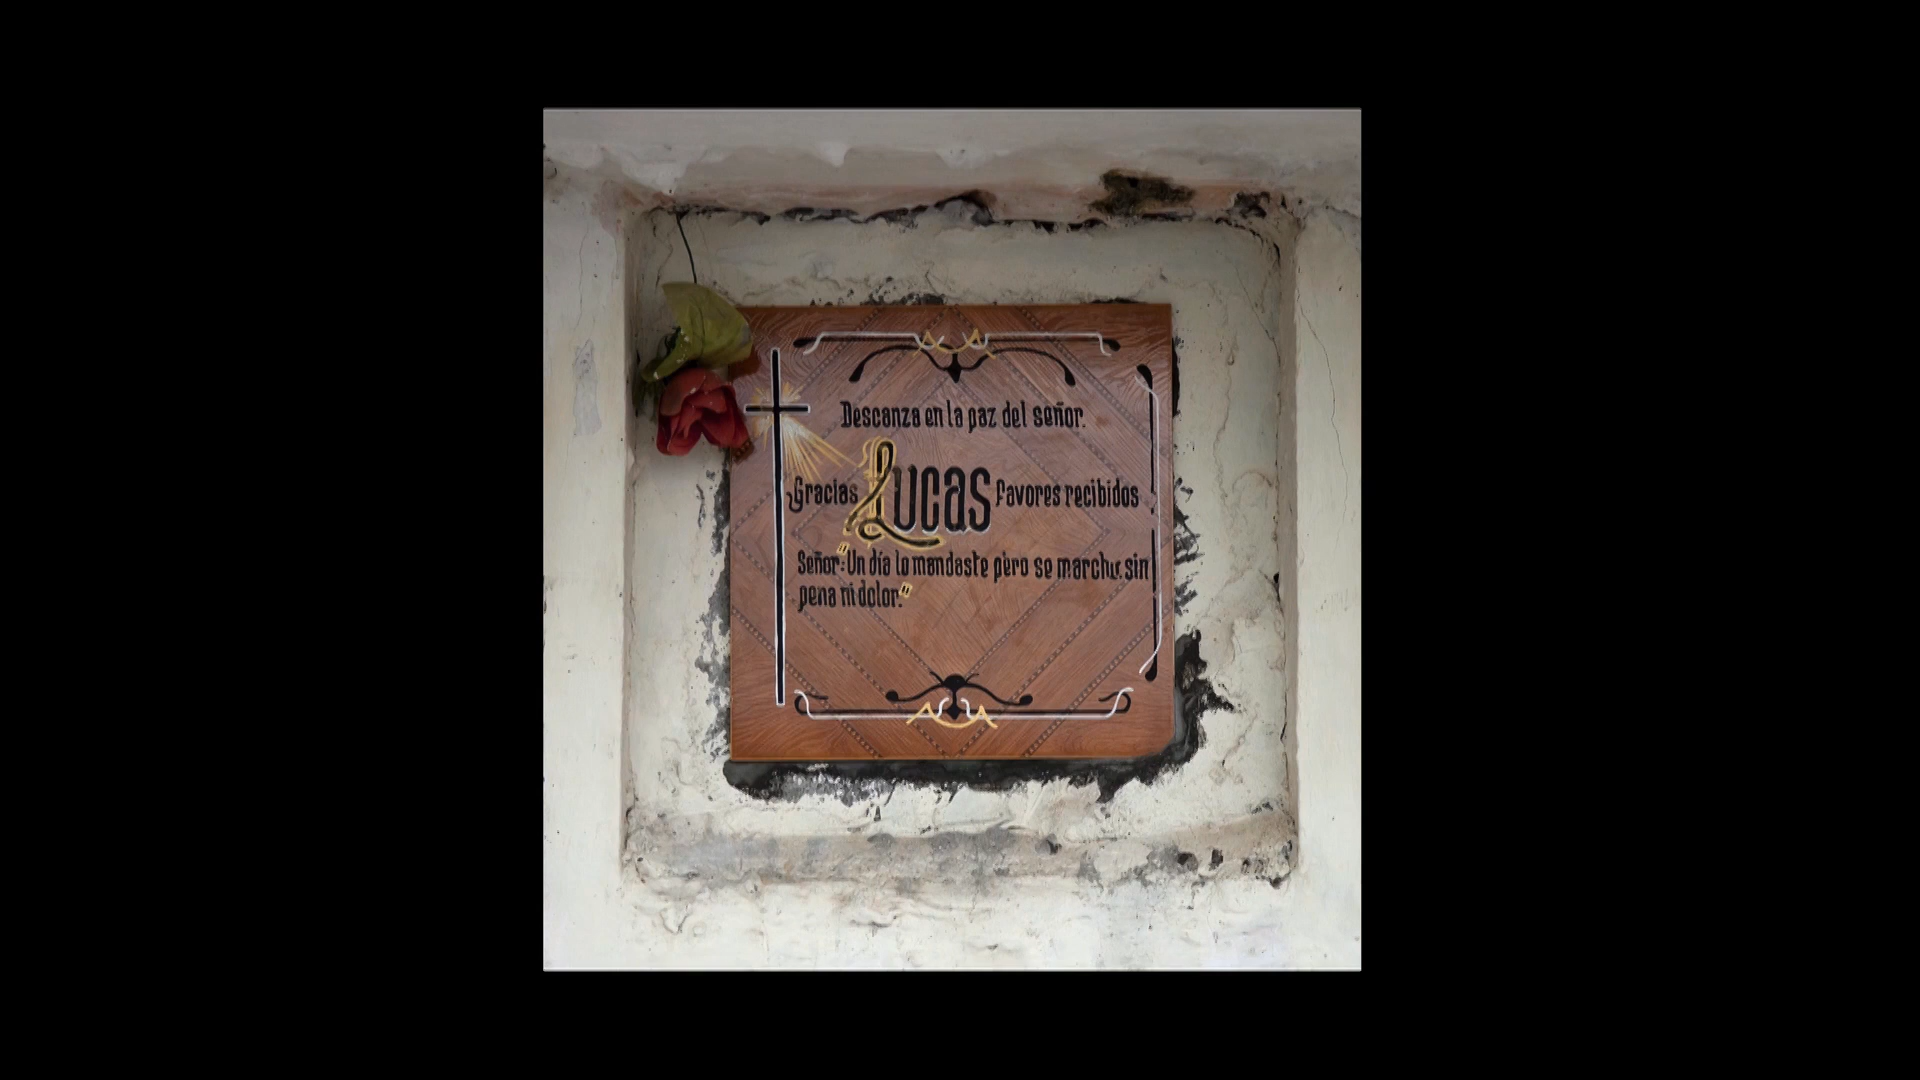 Descanza en la paz del señor.
Gracias Lucas favores recibidos
Señor: "Un día lo mandaste pero se marchu. sin
pena ni dolor."